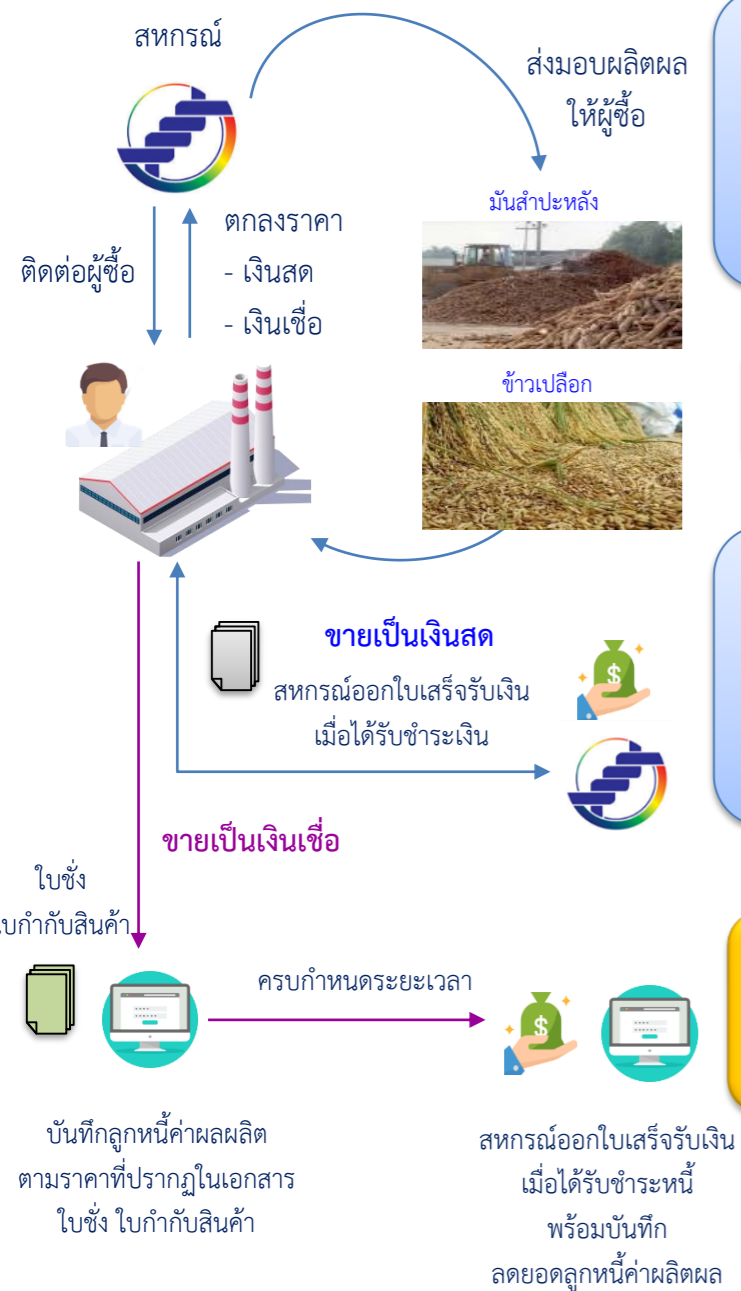 สหกรณ์
ส่งมอบผลิตผล
ให้ผู้ซื้อ
มันสำปะหลัง
ติดต่อผู้ซื้อ
ตกลงราคา
- เงินสด
- เงินเชื่อ
ข้าวเปลือก
ขายเป็นเงินสด
สหกรณ์ออกใบเสร็จรับเงิน
เมื่อได้รับชำระเงิน
ขายเป็นเงินเชื่อ
ใบชั่ง
บกำกับสินค้า
ครบกำหนดระยะเวลา
บันทึกลูกหนี้ค่าผลผลิต
ตามราคาที่ปรากฏในเอกสาร
ใบชั่ง ใบกำกับสินค้า
สหกรณ์ออกใบเสร็จรับเงิน
เมื่อได้รับชำระหนี้
พร้อมบันทึก
ลดยอดลูกหนี้ค่าผลิตผล